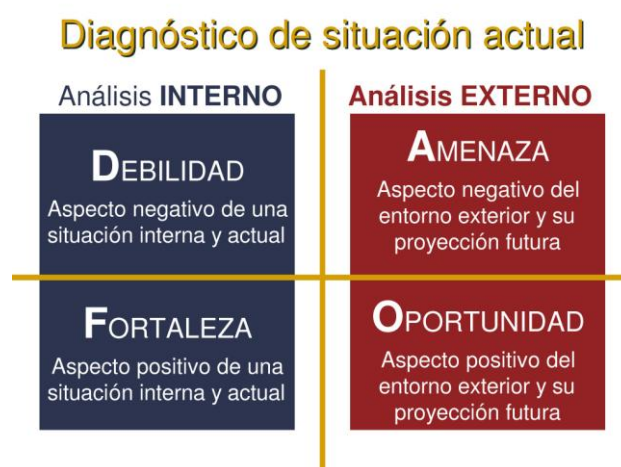 Diagnóstico de situación actual
Análisis INTERNO
DEBILIDAD
Aspecto negativo de una
situación interna y actual
FORTALEZA
Aspecto positivo de una
situación interna y actual
Análisis EXTERNO
AMENAZA
Aspecto negativo del
entorno exterior y su
proyección futura
OPORTUNIDAD
Aspecto positivo del
entorno exterior y su
proyección futura